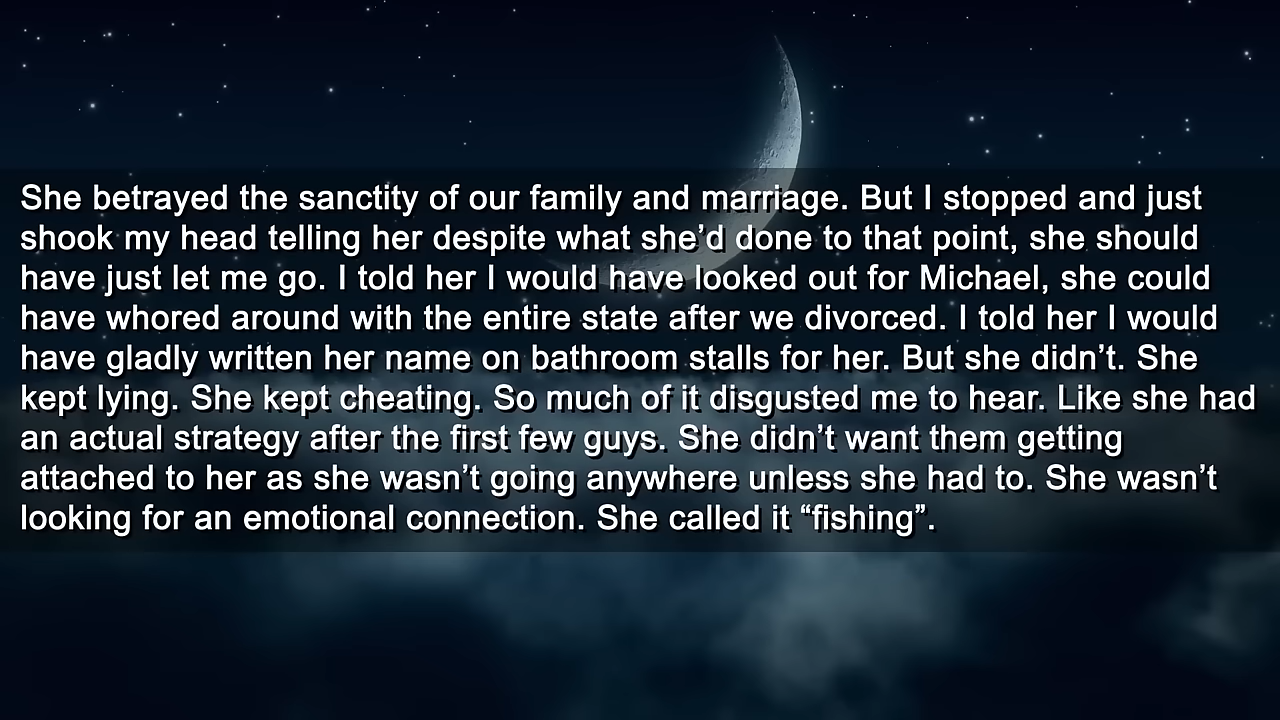 She betrayed the sanctity of our family and marriage. But I stopped and just
shook my head telling her despite what she’d done to that point, she should
have just let me go. I told her I would have looked out for Michael, she could
have whored around with the entire state after we divorced. I told her I would
have gladly written her name on bathroom stalls for her. But she didn’t. She
kept lying. She kept cheating. So much of it disgusted me to hear. Like she had
an actual strategy after the first few guys. She didn’t want them getting
attached to her as she wasn’t going anywhere unless she had to. She wasn’t
looking for an emotional connection. She called it “fishing”.